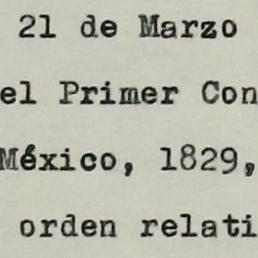 21 de Marzo
el Primer Con
México, 1829,
orden relati